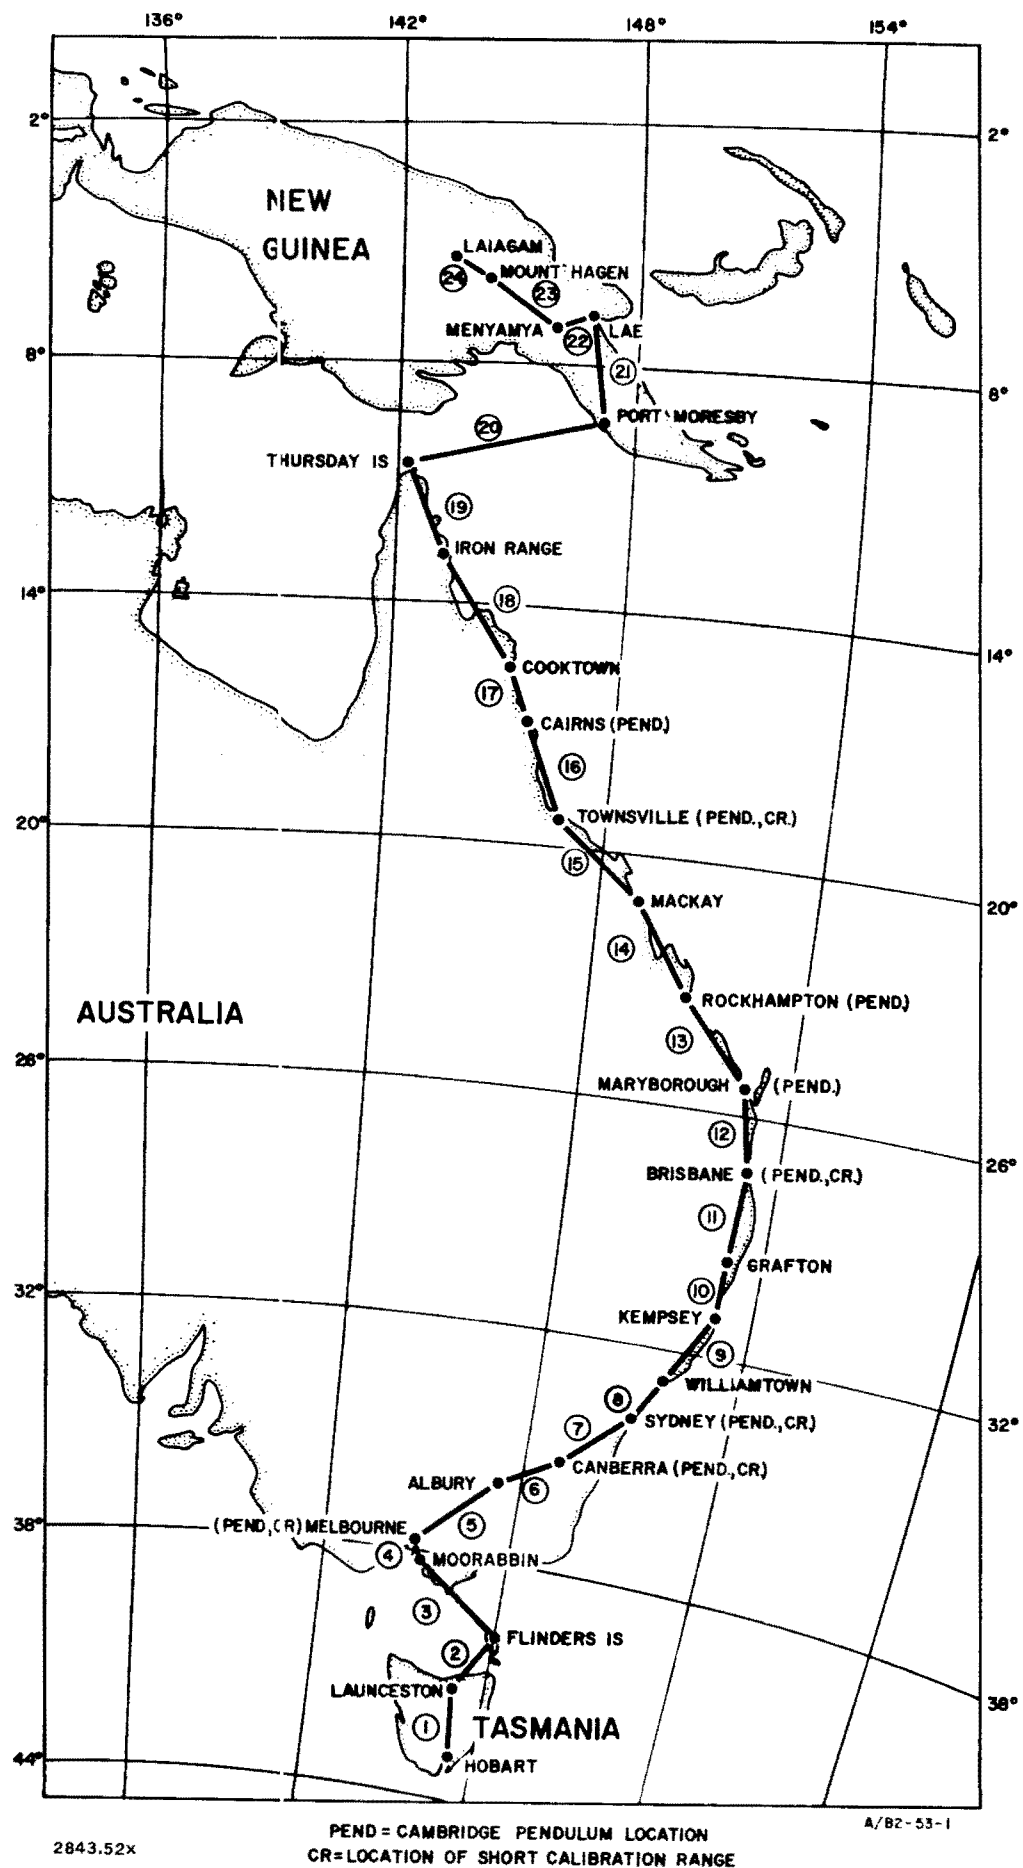 136° 142° 148° 154°
2° 2°
NEW
GUINEA
LAIAGAM
24 MOUNT HAGEN
23
MENYAMYA 22 LAE
8° 21 8°
20 PORT MORESBY
THURSDAY IS
19
IRON RANGE
14° 18
14°
COOKTOWN
17
CAIRNS (PEND.)
16
20° TOWNSVILLE (PEND., CR.)
15
MACKAY 20°
14
AUSTRALIA ROCKHAMPTON (PEND.)
13
26°
MARYBOROUGH (PEND.)
12
26°
BRISBANE (PEND., CR.)
11
GRAFTON
32° 10
KEMPSEY
9
WILLIAMTOWN
8
SYDNEY (PEND., CR.) 32°
7
CANBERRA (PEND., CR.)
ALBURY 6
38° (PEND., CR) MELBOURNE 5
4 MOORABBIN
3
FLINDERS IS
2
LAUNCESTON 38°
1 TASMANIA
44° HOBART
A/B2-53-1
PEND = CAMBRIDGE PENDULUM LOCATION
2843.52x
CR = LOCATION OF SHORT CALIBRATION RANGE